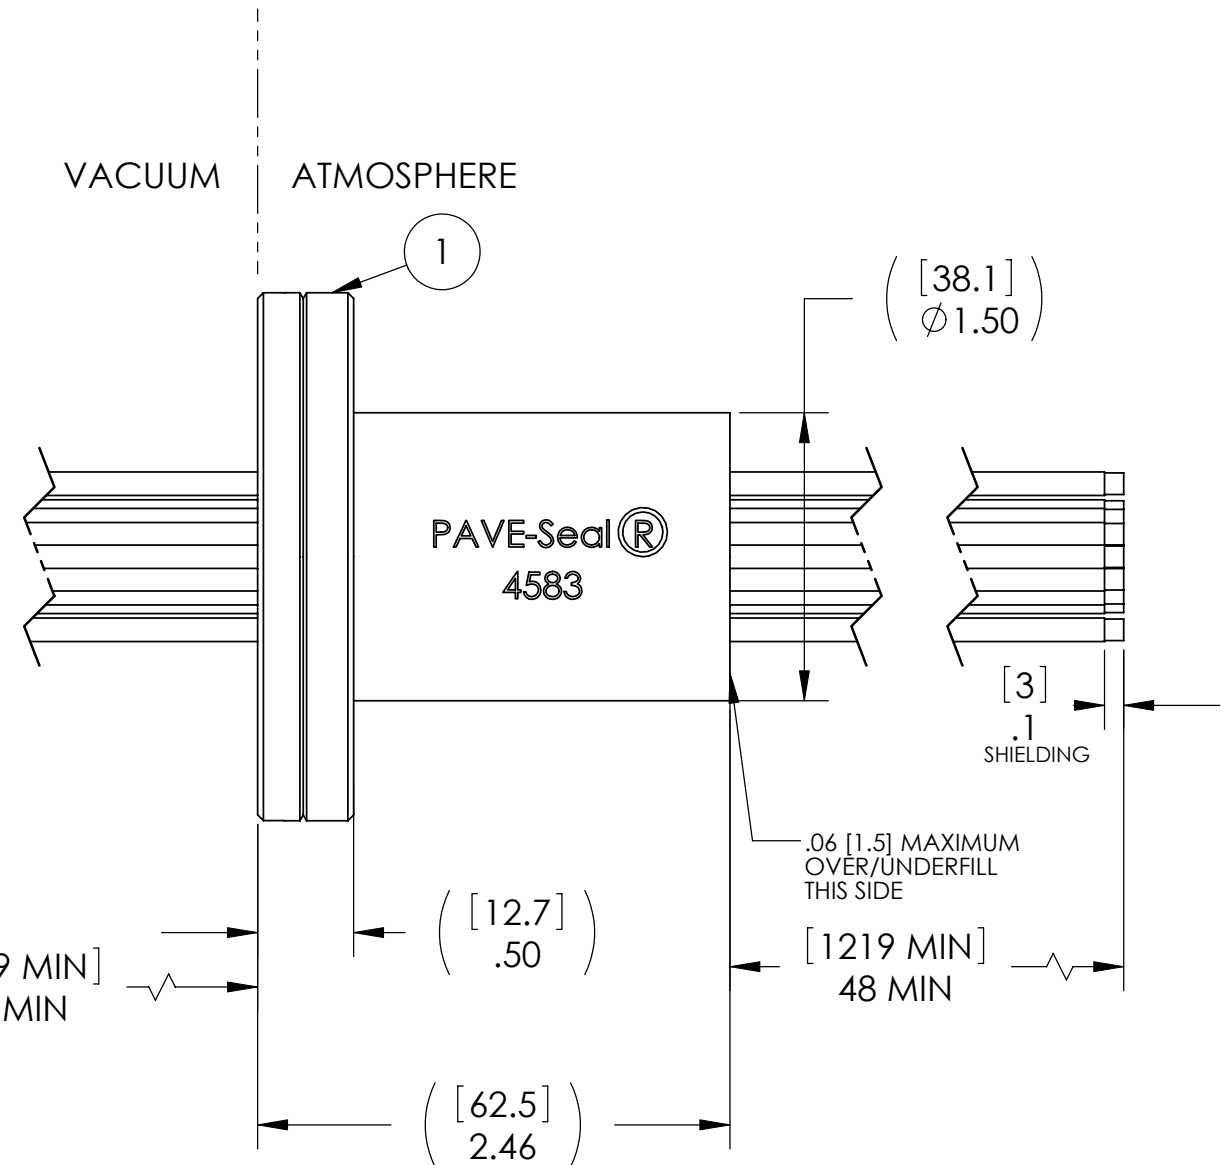 VACUUM ATMOSPHERE
1
[38.1]
∅1.50
PAVE-Seal®
4583
[3]
.1
SHIELDING
.06 [1.5] MAXIMUM
OVER/UNDERFILL
THIS SIDE
[12.7]
.50
MIN]
MIN
[1219 MIN]
48 MIN
[62.5]
2.46